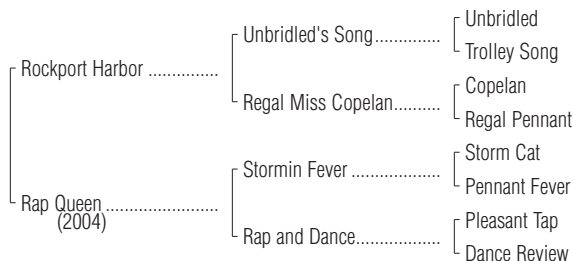 Unbridled
Unbridled's Song..............
Trolley Song
Rockport Harbor ...............
Copelan
Regal Miss Copelan..........
Regal Pennant
Storm Cat
Stormin Fever ...................
Pennant Fever
Rap Queen ........................
(2004)
Pleasant Tap
Rap and Dance..................
Dance Review